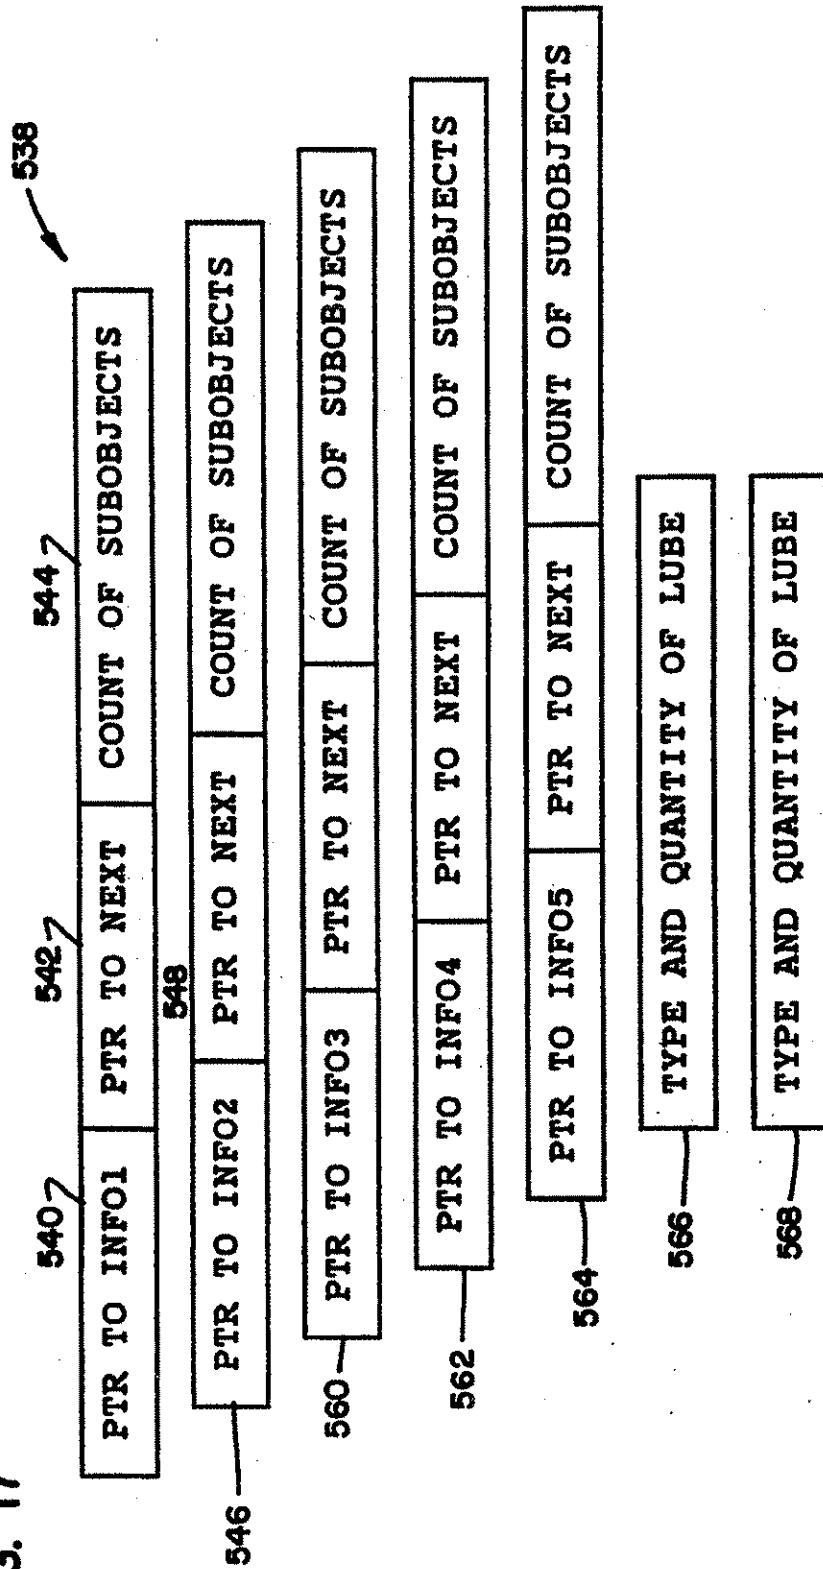 538
540 542 544
PTR TO INFO1 PTR TO NEXT COUNT OF SUBOBJECTS
548
546 PTR TO INFO2 PTR TO NEXT COUNT OF SUBOBJECTS
560 PTR TO INFO3 PTR TO NEXT COUNT OF SUBOBJECTS
562 PTR TO INFO4 PTR TO NEXT COUNT OF SUBOBJECTS
564 PTR TO INFO5 PTR TO NEXT COUNT OF SUBOBJECTS
566 TYPE AND QUANTITY OF LUBE
568 TYPE AND QUANTITY OF LUBE
17